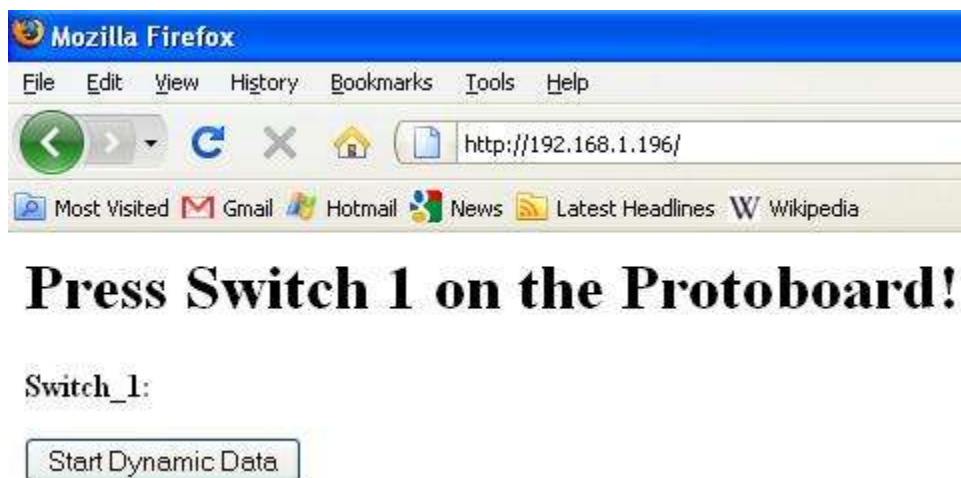 Mozilla Firefox
File Edit View History Bookmarks Tools Help
http://192.168.1.196/
Most Visited Gmail Hotmail News Latest Headlines W Wikipedia
Press Switch 1 on the Protoboard!
Switch_1:
Start Dynamic Data